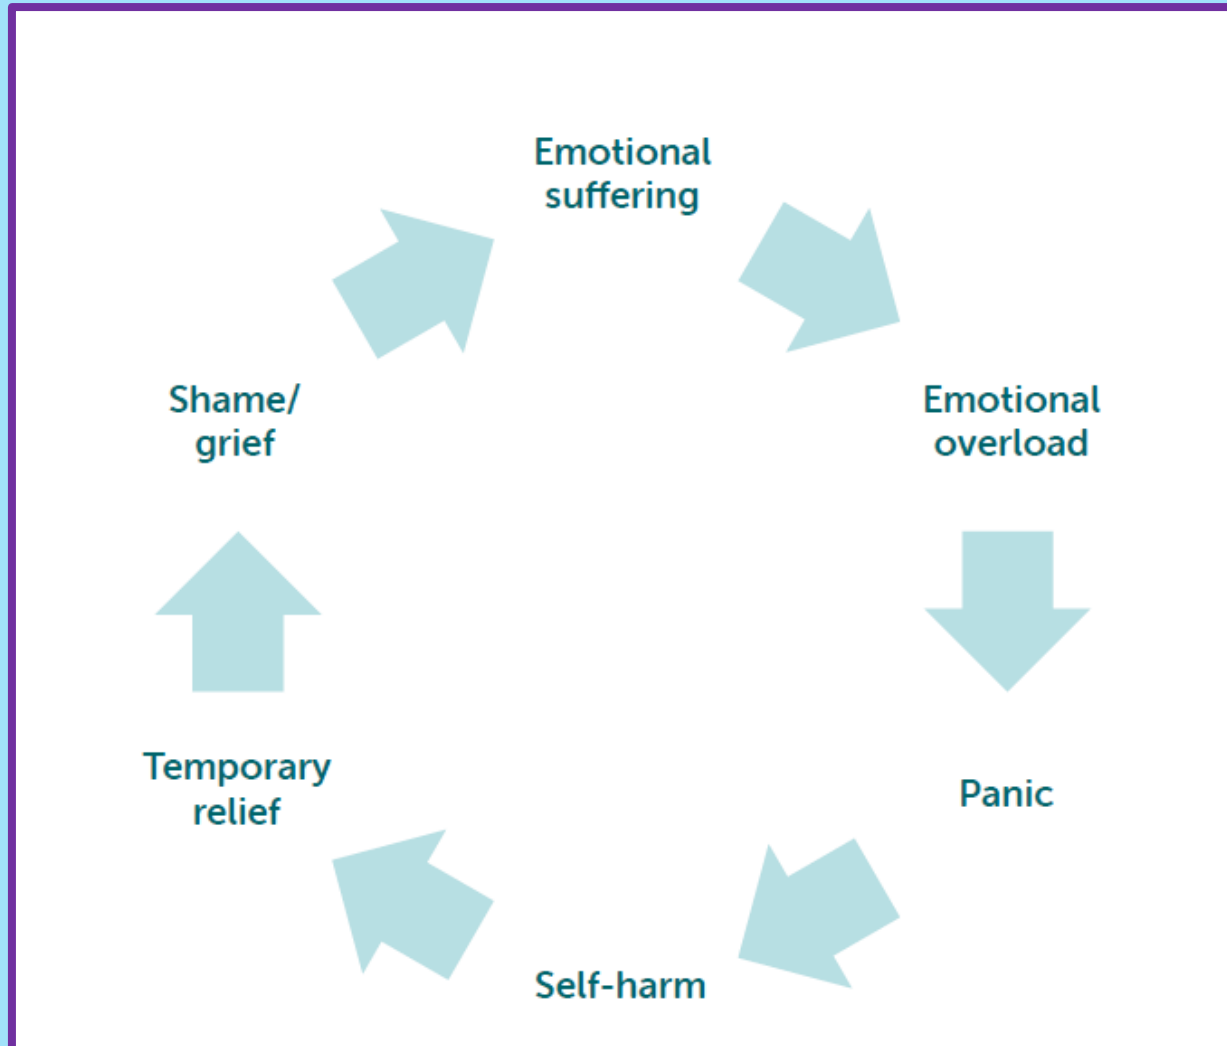 Emotional
suffering
Emotional
overload
Panic
Self-harm
Temporary
relief
Shame/
grief